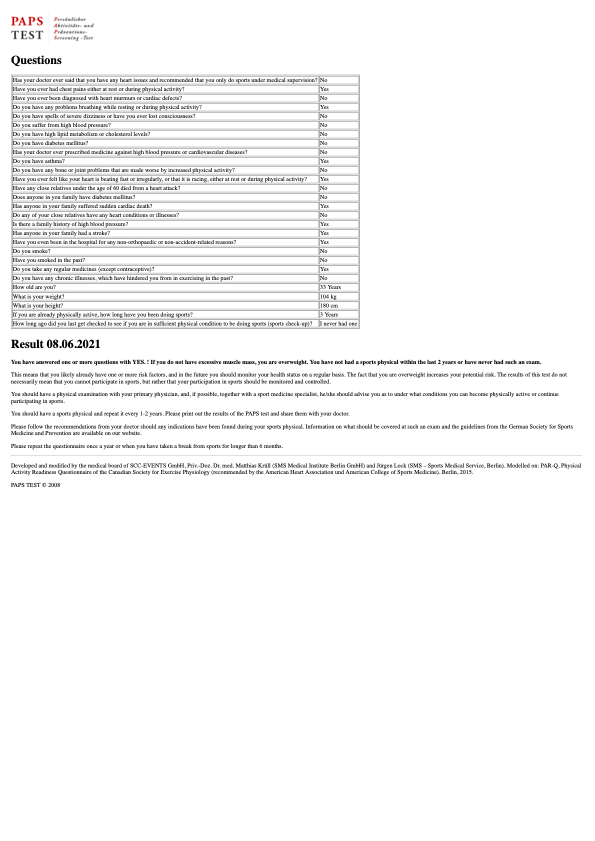 PAPS TEST
Persönlicher
Aktivitäts- und
Präventions-
Screening -Test
Questions
Has your doctor ever said that you have any heart issues and recommended that you only do sports under medical supervision? No
Have you ever had chest pains either at rest or during physical activity? Yes
Have you ever been diagnosed with heart murmurs or cardiac defects? No
Do you have any problems breathing while resting or during physical activity? Yes
Do you have spells of severe dizziness or have you ever lost consciousness? No
Do you suffer from high blood pressure? No
Do you have high lipid metabolism or cholesterol levels? No
Do you have diabetes mellitus? No
Has your doctor ever prescribed medicine against high blood pressure or cardiovascular diseases? No
Do you have asthma? Yes
Do you have any bone or joint problems that are made worse by increased physical activity? No
Have you ever felt like your heart is beating fast or irregularly, or that it is racing, either at rest or during physical activity? Yes
Have any close relatives under the age of 60 died from a heart attack? No
Does anyone in you family have diabetes mellitus? No
Has anyone in your family suffered sudden cardiac death? Yes
Do any of your close relatives have any heart conditions or illnesses? No
Is there a family history of high blood pressure? Yes
Has anyone in your family had a stroke? Yes
Have you even been in the hospital for any non-orthopaedic or non-accident-related reasons? Yes
Do you smoke? No
Have you smoked in the past? No
Do you take any regular medicines (except contraceptive)? Yes
Do you have any chronic illnesses, which have hindered you from in exercising in the past? No
How old are you? 33 Years
What is your weight? 104 kg
What is your height? 180 cm
If you are already physically active, how long have you been doing sports? 3 Years
How long ago did you last get checked to see if you are in sufficient physical condition to be doing sports (sports check-up)? I never had one
Result 08.06.2021
You have answered one or more questions with YES. ! If you do not have excessive muscle mass, you are overweight. You have not had a sports physical within the last 2 years or have never had such an exam.
This means that you likely already have one or more risk factors, and in the future you should monitor your health status on a regular basis. The fact that you are overweight increases your potential risk. The results of this test do not
necessarily mean that you cannot participate in sports, but rather that your participation in sports should be monitored and controlled.
You should have a physical examination with your primary physician, and, if possible, together with a sport medicine specialist, he/she should advise you as to under what conditions you can become physically active or continue
participating in sports.
You should have a sports physical and repeat it every 1-2 years. Please print out the results of the PAPS test and share them with your doctor.
Please follow the recommendations from your doctor should any indications have been found during your sports physical. Information on what should be covered at such an exam and the guidelines from the German Society for Sports
Medicine and Prevention are available on our website.
Please repeat the questionnaire once a year or when you have taken a break from sports for longer than 6 months.
Developed and modified by the medical board of SCC-EVENTS GmbH, Priv.-Doz. Dr. med. Matthias Krüll (SMS Medical Institute Berlin GmbH) and Jürgen Lock (SMS – Sports Medical Service, Berlin). Modelled on: PAR-Q, Physical
Activity Readiness Questionnaire of the Canadian Society for Exercise Physiology (recommended by the American Heart Association und American College of Sports Medicine). Berlin, 2015.
PAPS TEST © 2008